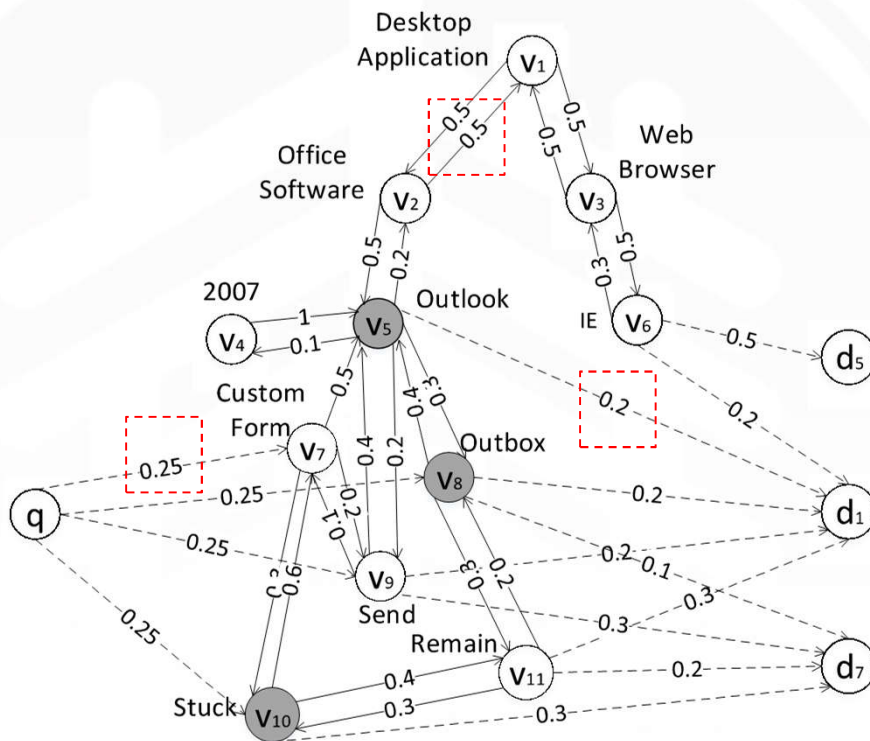 Desktop
Application
v1
0.5
0.5
0.5
0.5
Web
Browser
Office
Software
v2
v3
0.5
0.2
0.3
0.5
2007
Outlook
v4
1
0.1
v5
IE
v6
0.5
d5
0.2
Custom
Form
0.5
0.4
0.2
0.4
0.3
0.2
Outbox
0.25
v7
v8
q
0.25
0.2
0.2
d1
0.25
0.1
v9
Send
0.3
0.2
0.2
0.1
0.3
0.3
0.25
0.6
Remain
v11
0.2
d7
Stuck
v10
0.4
0.3
0.3